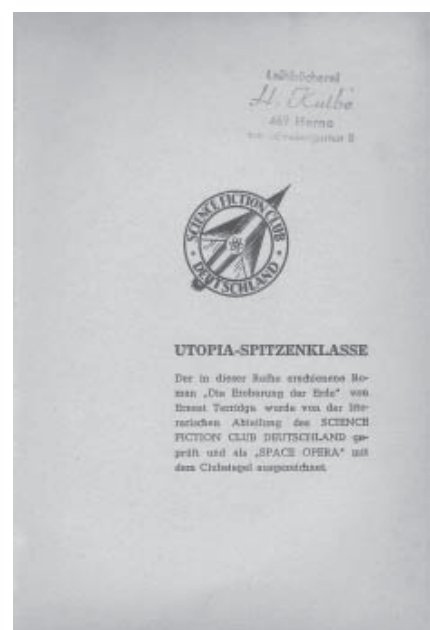 Leihbücherei
H. Kulbe
469 Herne
SCIENCE FICTION CLUB
DEUTSCHLAND
UTOPIA-SPITZENKLASSE
Der in dieser Reihe erschienene Ro-
man „Die Eroberung der Erde" von
Ernest Terridge wurde von der lite-
rarischen Abteilung des SCIENCE
FICTION CLUB DEUTSCHLAND ge-
prüft und als „SPACE OPERA" mit
dem Clubsiegel ausgezeichnet.